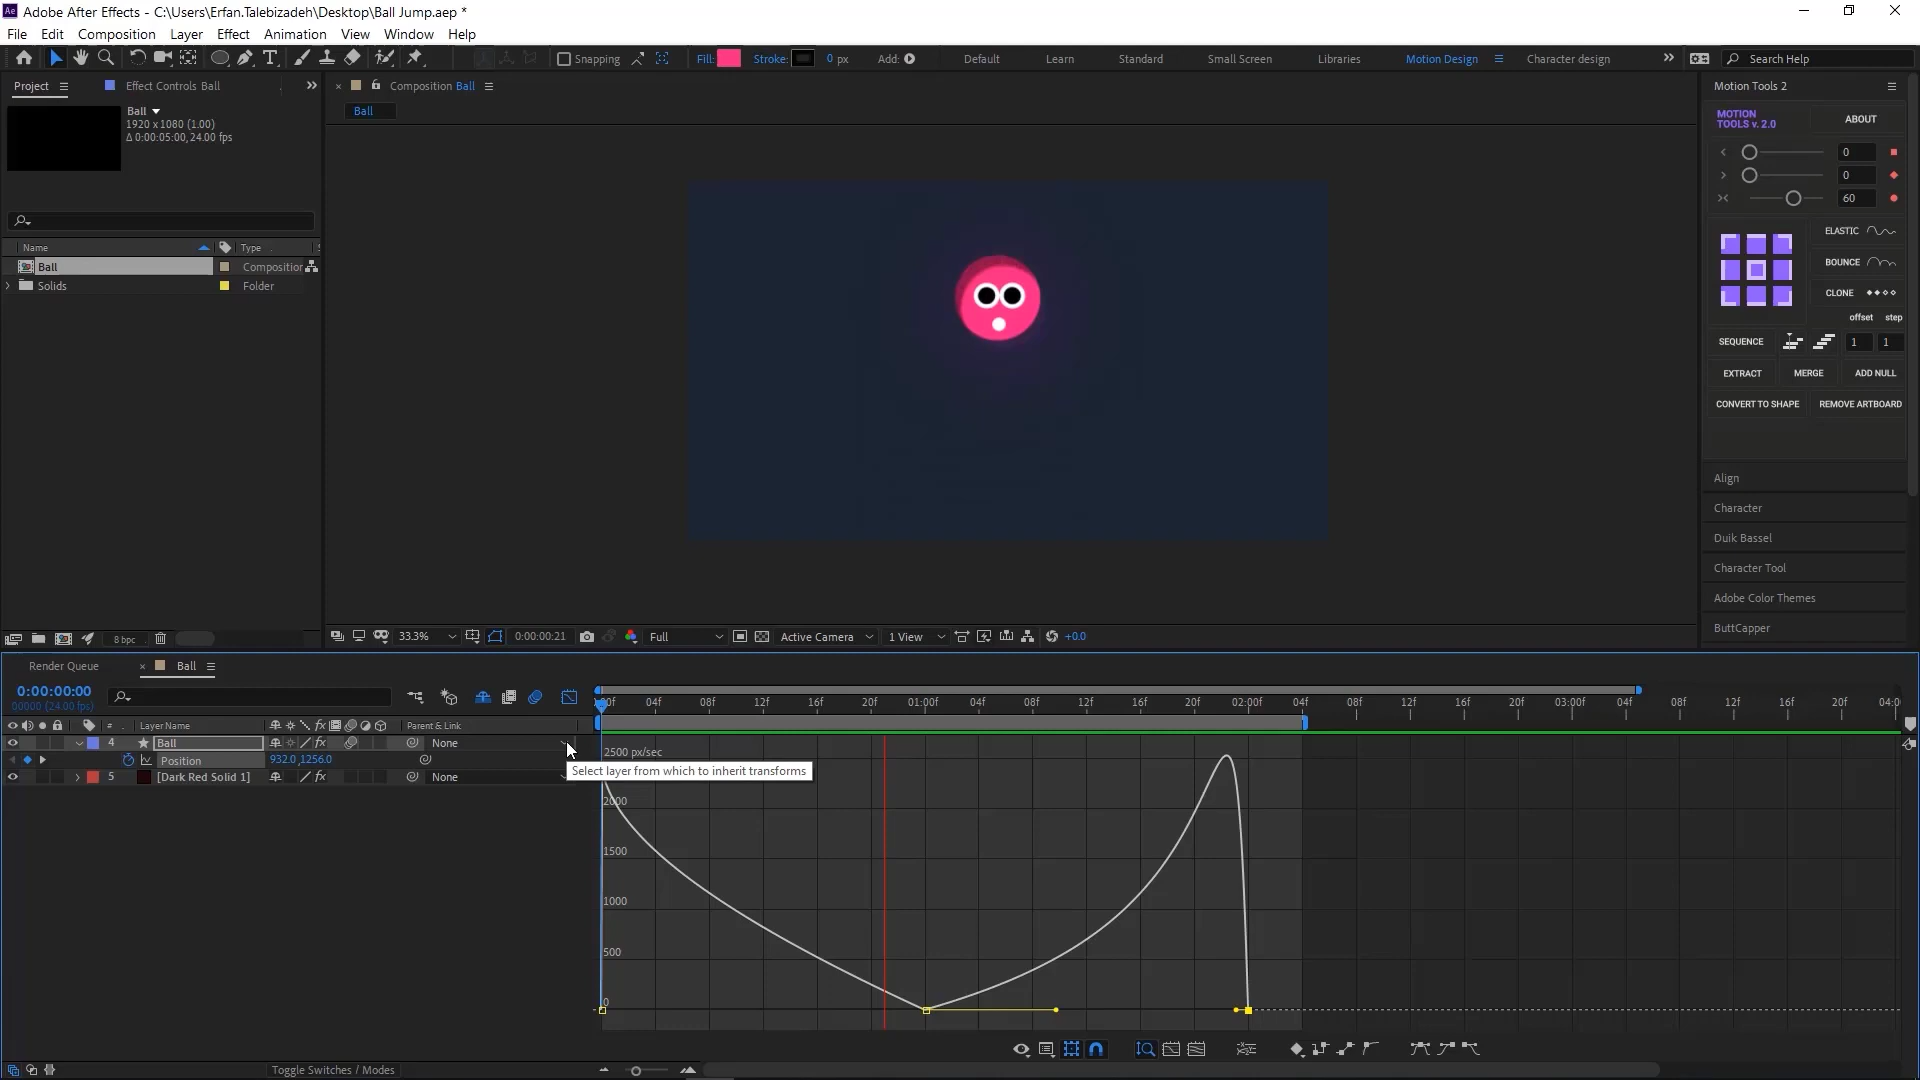 Ae Adobe After Effects - C:\Users\Erfan.Talebizadeh\Desktop\Ball Jump.aep *
File Edit Composition Layer Effect Animation View Window Help
Snapping Fill: Stroke: 0 px Add: Default Learn Standard Small Screen Libraries Motion Design Character design Search Help
Project Effect Controls Ball
Composition Ball
Motion Tools 2
Ball
1920 x 1080 (1.00)
Δ 0:00:05:00, 24.00 fps
Ball
MOTION
TOOLS v. 2.0
ABOUT
0
0
60
ELASTIC
BOUNCE
CLONE
offset step
SEQUENCE 1 1
EXTRACT MERGE ADD NULL
CONVERT TO SHAPE REMOVE ARTBOARD
Name Type
Ball Composition
Solids Folder
Align
Character
Duik Bassel
Character Tool
Adobe Color Themes
ButtCapper
8 bpc
33.3% 0:00:00:21 Full Active Camera 1 View +0.0
Render Queue Ball
0:00:00:00
00000 (24.00 fps)
04f 08f 12f 16f 20f 01:00f 04f 08f 12f 16f 20f 02:00f 04f 08f 12f 16f 20f 03:00f 04f 08f 12f 16f 20f 04:0
# Layer Name fx Parent & Link
4 Ball fx None
Position 932.0,1256.0
5 [Dark Red Solid 1] fx None
Select layer from which to inherit transforms
2500 px/sec
2000
1500
1000
500
0
Toggle Switches / Modes